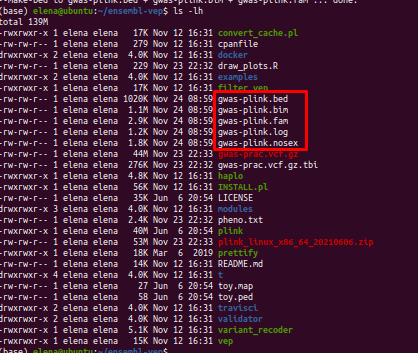 --make-bed to gwas-plink.bed + gwas-plink.bim + gwas-plink.fam ... done.
(base) elena@ubuntu:~/ensembl-vep$ ls -lh
total 139M
-rwxrwxr-x 1 elena elena 17K Nov 12 16:31 convert_cache.pl
-rw-rw-r-- 1 elena elena 279 Nov 12 16:31 cpanfile
drwxrwxr-x 2 elena elena 4.0K Nov 12 16:31 docker
-rw-rw-r-- 1 elena elena 229 Nov 23 22:32 draw_plots.R
drwxrwxr-x 2 elena elena 4.0K Nov 12 16:31 examples
-rwxrwxr-x 1 elena elena 17K Nov 12 16:31 filter_vep
-rw-rw-r-- 1 elena elena 1020K Nov 24 08:59 gwas-plink.bed
-rw-rw-r-- 1 elena elena 1.1M Nov 24 08:59 gwas-plink.bim
-rw-rw-r-- 1 elena elena 2.9K Nov 24 08:59 gwas-plink.fam
-rw-rw-r-- 1 elena elena 1.2K Nov 24 08:59 gwas-plink.log
-rw-rw-r-- 1 elena elena 1.8K Nov 24 08:59 gwas-plink.nosex
-rw-rw-r-- 1 elena elena 44M Nov 23 22:33 gwas-prac.vcf.gz
-rw-rw-r-- 1 elena elena 276K Nov 23 22:32 gwas-prac.vcf.gz.tbi
-rwxrwxr-x 1 elena elena 4.8K Nov 12 16:31 haplo
-rwxrwxr-x 1 elena elena 56K Nov 12 16:31 INSTALL.pl
-rw-rw-r-- 1 elena elena 35K Jun 6 20:54 LICENSE
drwxrwxr-x 4 elena elena 4.0K Nov 12 16:31 modules
-rw-rw-r-- 1 elena elena 2.4K Nov 23 22:32 pheno.txt
-rwxrwxr-x 1 elena elena 40M Jun 6 20:54 plink
-rw-rw-r-- 1 elena elena 53M Nov 23 22:33 plink_linux_x86_64_20210606.zip
-rwxrwxr-x 1 elena elena 18K Mar 6 2019 prettify
-rw-rw-r-- 1 elena elena 14K Nov 12 16:31 README.md
drwxrwxr-x 4 elena elena 4.0K Nov 12 16:31 t
-rw-rw-r-- 1 elena elena 27 Jun 6 20:54 toy.map
-rw-rw-r-- 1 elena elena 58 Jun 6 20:54 toy.ped
drwxrwxr-x 2 elena elena 4.0K Nov 12 16:31 travisci
drwxrwxr-x 2 elena elena 4.0K Nov 12 16:31 validator
-rwxrwxr-x 1 elena elena 5.1K Nov 12 16:31 variant_recoder
-rwxrwxr-x 1 elena elena 15K Nov 12 16:31 vep
(base) elena@ubuntu:~/ensembl-vep$